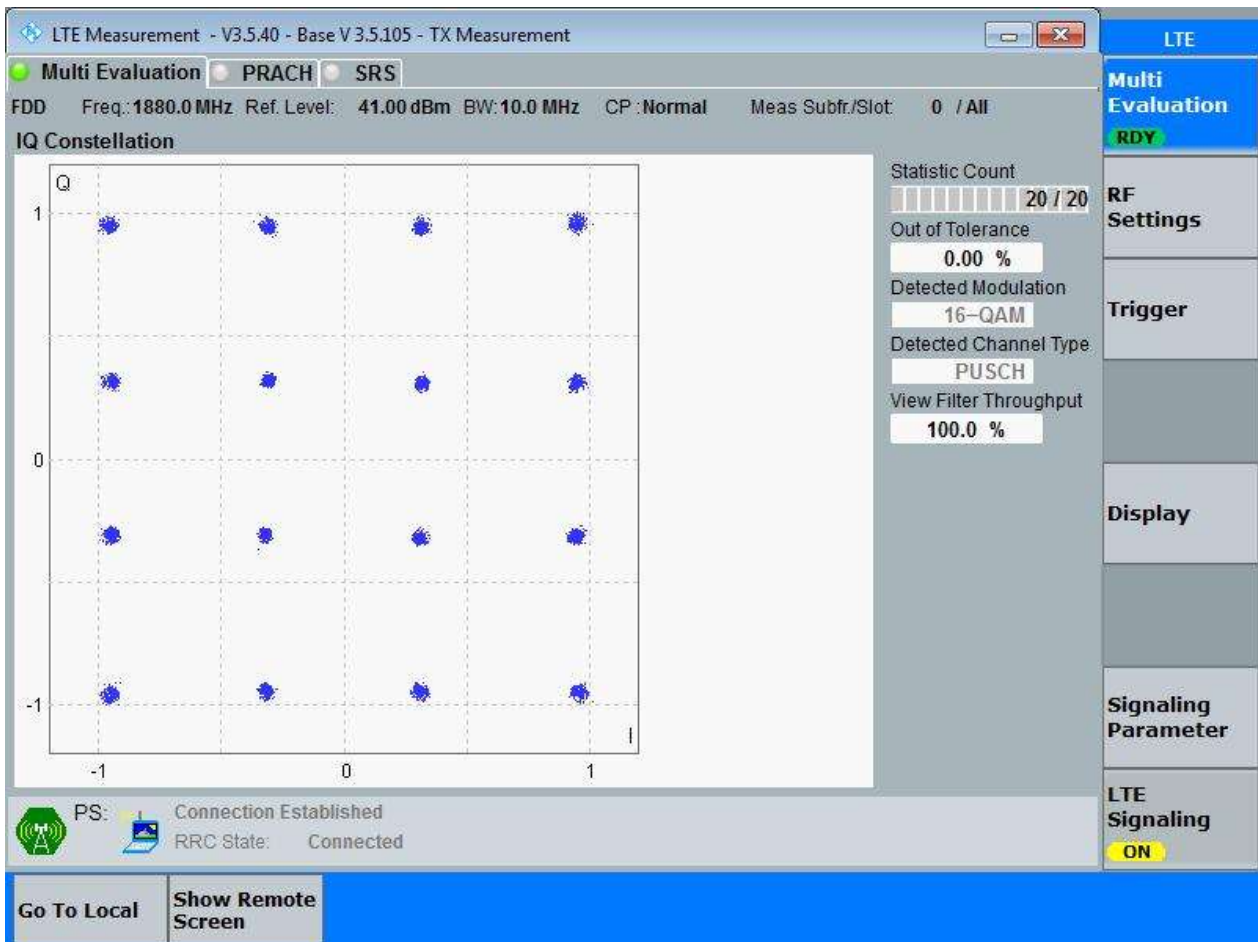 LTE Measurement - V3.5.40 - Base V 3.5.105 - TX Measurement
LTE
Multi Evaluation PRACH SRS
FDD Freq.: 1880.0 MHz Ref. Level: 41.00 dBm BW: 10.0 MHz CP : Normal Meas Subfr./Slot: 0 / All
IQ Constellation
Q
1
0
-1
I
-1 0 1
Statistic Count
20 / 20
Out of Tolerance
0.00 %
Detected Modulation
16-QAM
Detected Channel Type
PUSCH
View Filter Throughput
100.0 %
PS: Connection Established
RRC State: Connected
Multi
Evaluation
RDY
RF
Settings
Trigger
Display
Signaling
Parameter
LTE
Signaling
ON
Go To Local
Show Remote
Screen